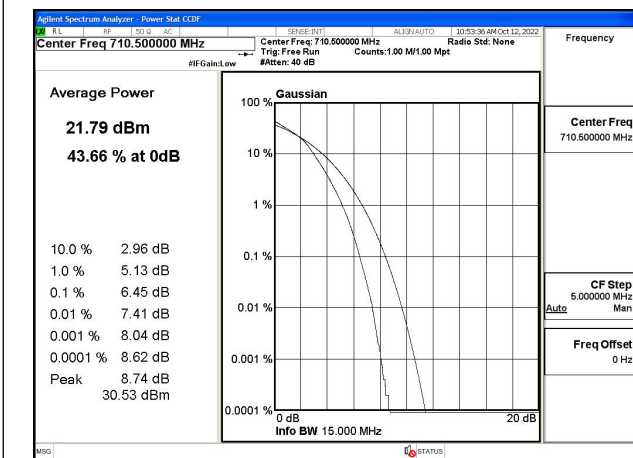 Agilent Spectrum Analyzer - Power Stat CCDF
RL RF 50 Ω AC SENSE:INT ALIGN AUTO 10:53:36 AM Oct 12, 2022
Center Freq 710.500000 MHz
Center Freq: 710.500000 MHz Radio Std: None
Trig: Free Run Counts:1.00 M/1.00 Mpt
#IFGain:Low #Atten: 40 dB
Frequency
Average Power
21.79 dBm
43.66 % at 0dB
10.0 % 2.96 dB
1.0 % 5.13 dB
0.1 % 6.45 dB
0.01 % 7.41 dB
0.001 % 8.04 dB
0.0001 % 8.62 dB
Peak 8.74 dB
30.53 dBm
Gaussian
100 %
10 %
1 %
0.1 %
0.01 %
0.001 %
0.0001 %
0 dB 20 dB
Info BW 15.000 MHz
Center Freq
710.500000 MHz
CF Step
5.000000 MHz
Auto Man
Freq Offset
0 Hz
MSG STATUS